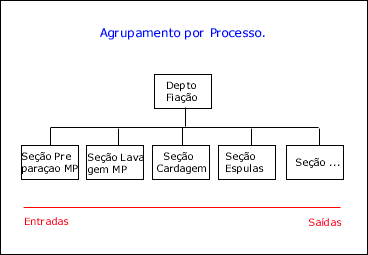 Agrupamento por Processo.
Depto
Fiação
Seção Pre
paraçao MP
Seção Lava
gem MP
Seção
Cardagem
Seção
Espulas
Seção ...
Entradas
Saídas